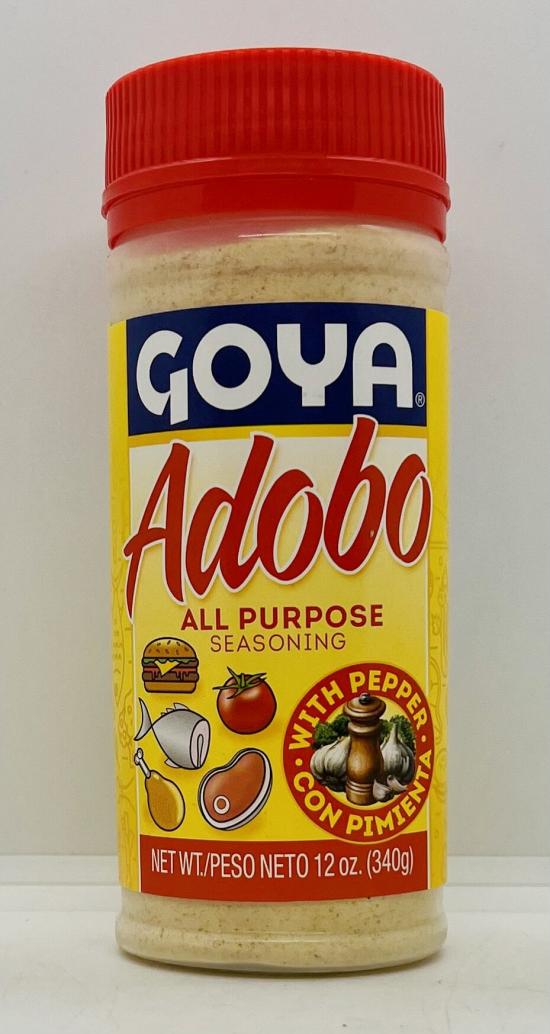 GOYA®
Adobo
ALL PURPOSE
SEASONING
WITH PEPPER
• CON PIMIENTA •
NET WT./PESO NETO 12 oz. (340g)